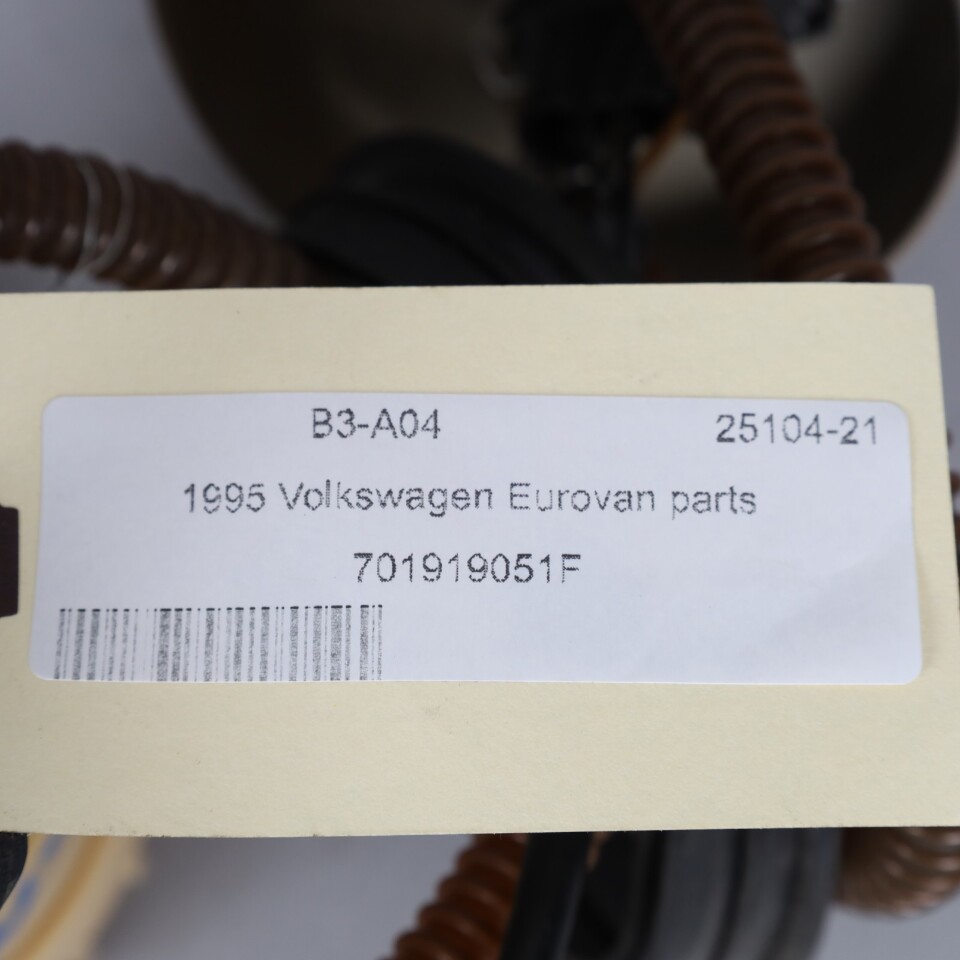 B3-A04 25104-21
1995 Volkswagen Eurovan parts
701919051F